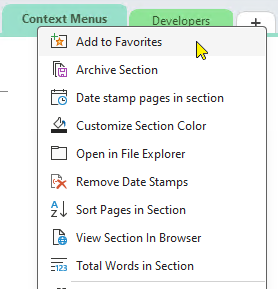 Context Menus
Developers
+
Add to Favorites
Archive Section
Date stamp pages in section
Customize Section Color
Open in File Explorer
Remove Date Stamps
Sort Pages in Section
View Section In Browser
Total Words in Section